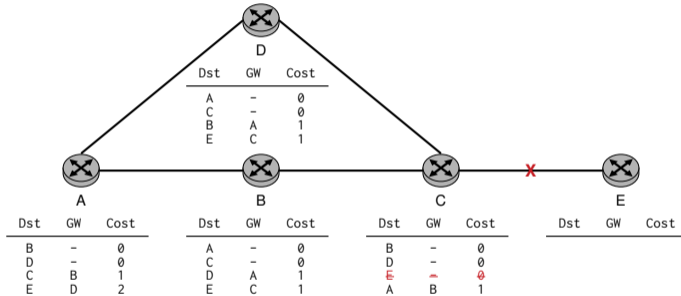 D
Dst GW Cost
A - 0
C - 0
B A 1
E C 1
X
A B C E
Dst GW Cost Dst GW Cost Dst GW Cost Dst GW Cost
B - 0 A - 0 B - 0
D - 0 C - 0 D - 0
C B 1 D A 1 E - 0
E D 2 E C 1 A B 1